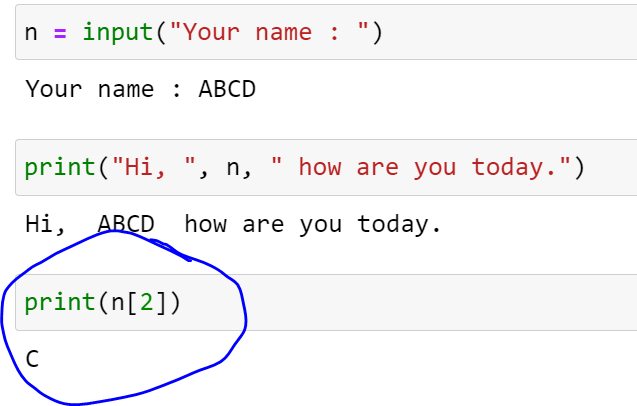 n = input("Your name : ")
Your name : ABCD
print("Hi, ", n, " how are you today.")
Hi,  ABCD  how are you today.
print(n[2])
C